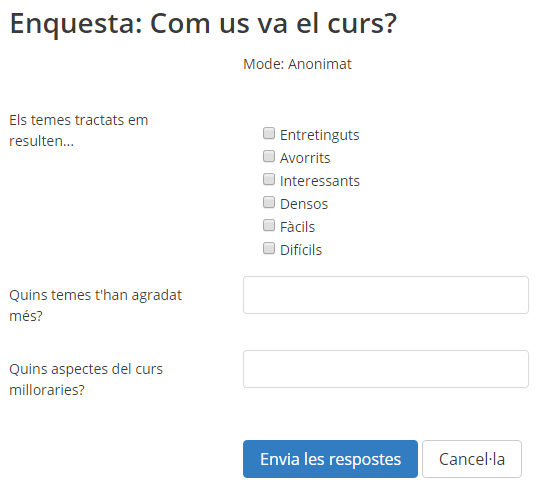 Enquesta: Com us va el curs?
Mode: Anonimat
Els temes tractats em
resulten...
Entretinguts
Avorrits
Interessants
Densos
Fàcils
Difícils
Quins temes t'han agradat
més?
Quins aspectes del curs
milloraries?
Envia les respostes
Cancel·la